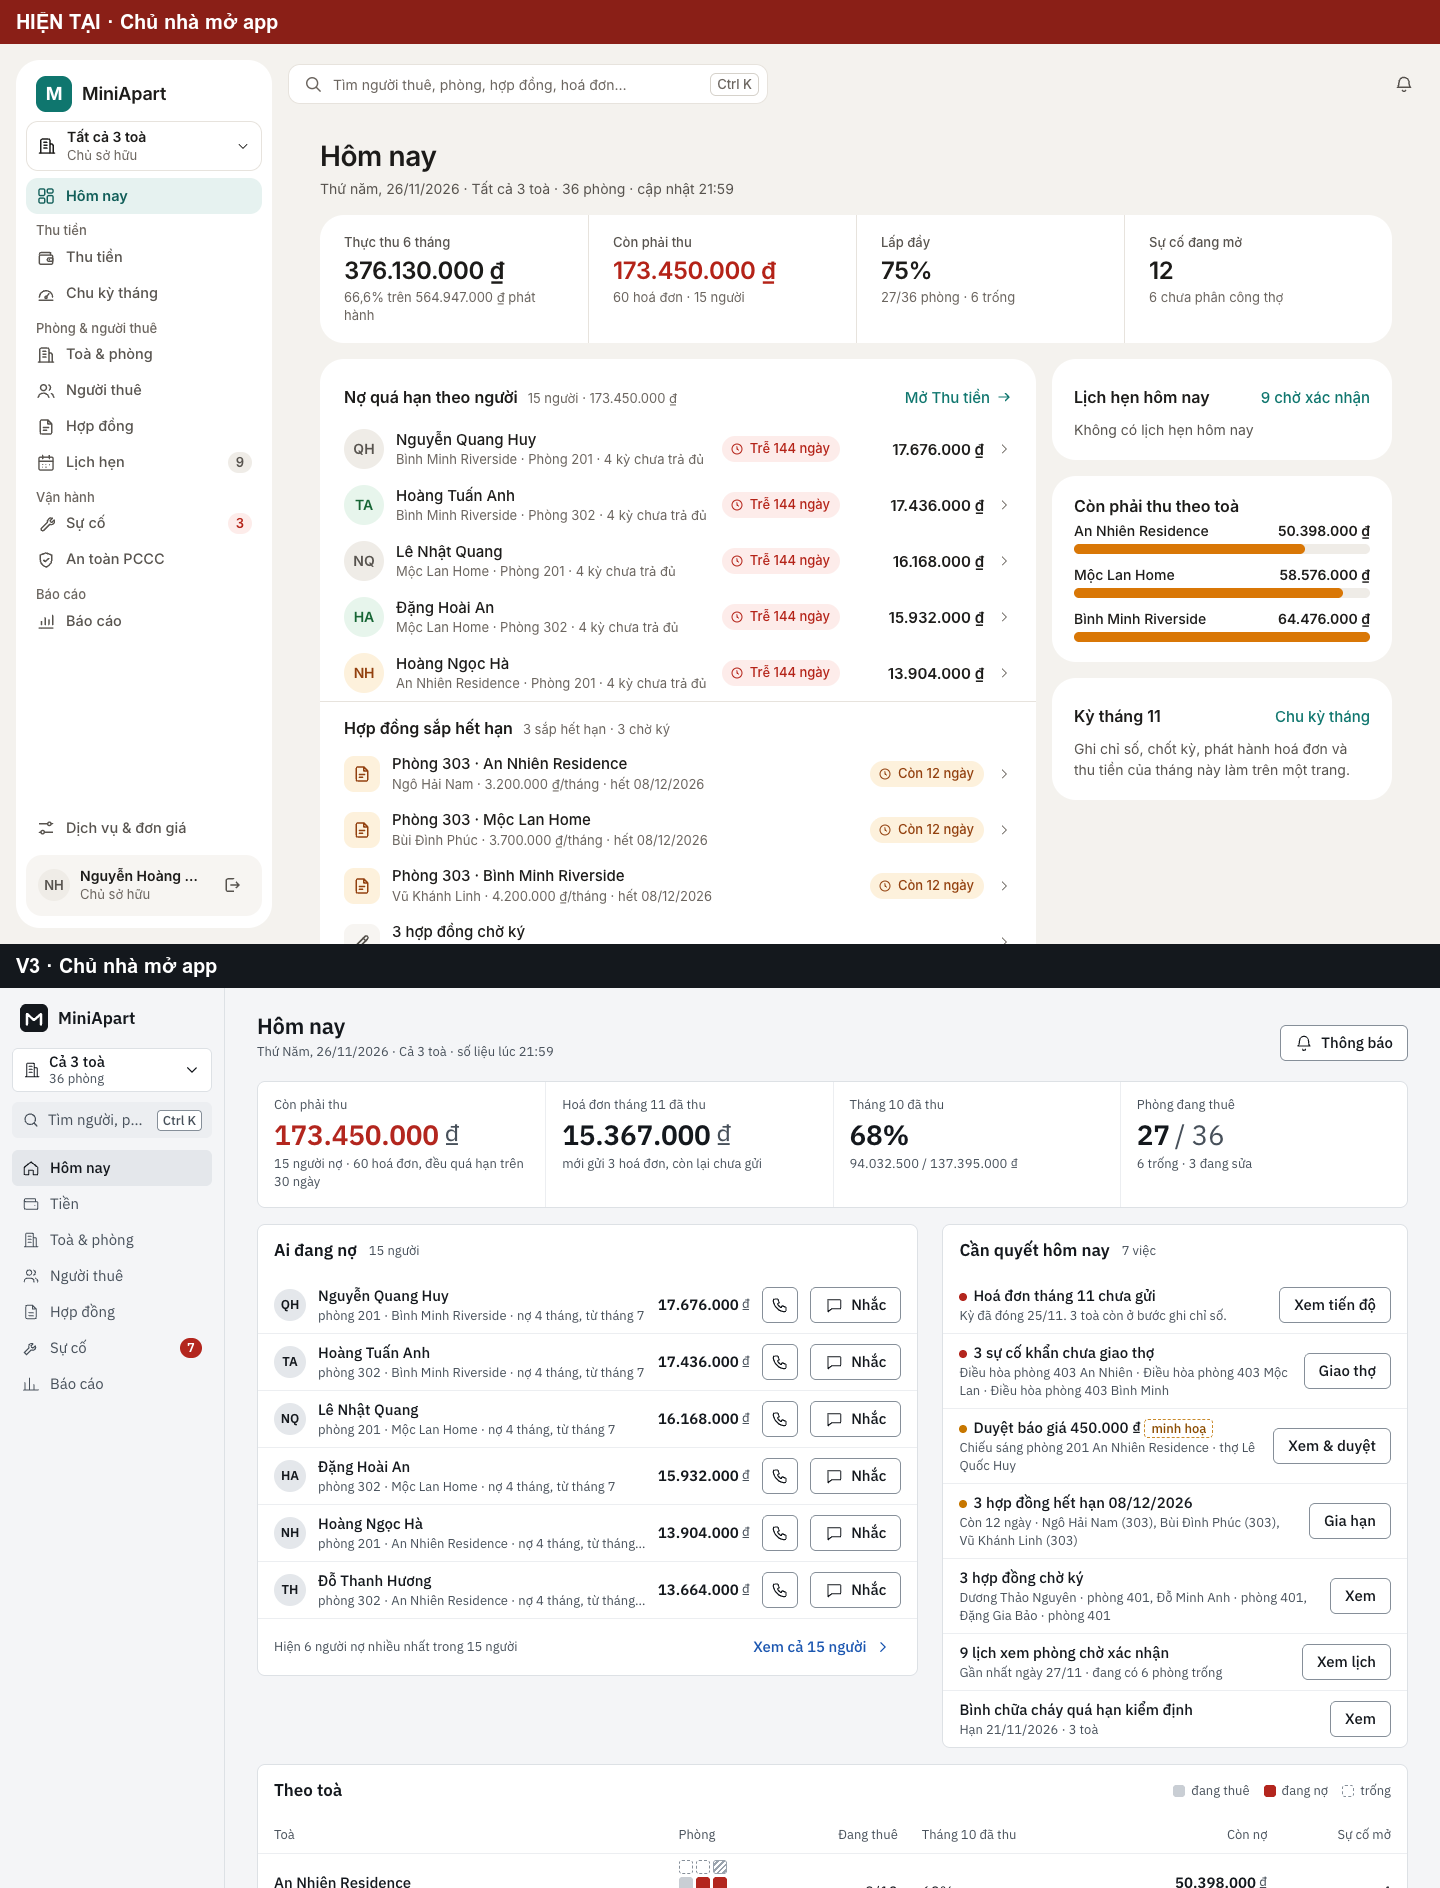 HIỆN TẠI · Chủ nhà mở app
M MiniApart
Tất cả 3 toà
Chủ sở hữu
Hôm nay
Thu tiền
Thu tiền
Chu kỳ tháng
Phòng & người thuê
Toà & phòng
Người thuê
Hợp đồng
Lịch hẹn 9
Vận hành
Sự cố 3
An toàn PCCC
Báo cáo
Báo cáo
Dịch vụ & đơn giá
NH Nguyễn Hoàng ...
Chủ sở hữu
Tìm người thuê, phòng, hợp đồng, hoá đơn... Ctrl K
Hôm nay
Thứ năm, 26/11/2026 · Tất cả 3 toà · 36 phòng · cập nhật 21:59
Thực thu 6 tháng
376.130.000 ₫
66,6% trên 564.947.000 ₫ phát
hành
Còn phải thu
173.450.000 ₫
60 hoá đơn · 15 người
Lấp đầy
75%
27/36 phòng · 6 trống
Sự cố đang mở
12
6 chưa phân công thợ
Nợ quá hạn theo người 15 người · 173.450.000 ₫ Mở Thu tiền
QH Nguyễn Quang Huy
Bình Minh Riverside · Phòng 201 · 4 kỳ chưa trả đủ
Trễ 144 ngày 17.676.000 ₫
TA Hoàng Tuấn Anh
Bình Minh Riverside · Phòng 302 · 4 kỳ chưa trả đủ
Trễ 144 ngày 17.436.000 ₫
NQ Lê Nhật Quang
Mộc Lan Home · Phòng 201 · 4 kỳ chưa trả đủ
Trễ 144 ngày 16.168.000 ₫
HA Đặng Hoài An
Mộc Lan Home · Phòng 302 · 4 kỳ chưa trả đủ
Trễ 144 ngày 15.932.000 ₫
NH Hoàng Ngọc Hà
An Nhiên Residence · Phòng 201 · 4 kỳ chưa trả đủ
Trễ 144 ngày 13.904.000 ₫
Hợp đồng sắp hết hạn 3 sắp hết hạn · 3 chờ ký
Phòng 303 · An Nhiên Residence
Ngô Hải Nam · 3.200.000 ₫/tháng · hết 08/12/2026
Còn 12 ngày
Phòng 303 · Mộc Lan Home
Bùi Đình Phúc · 3.700.000 ₫/tháng · hết 08/12/2026
Còn 12 ngày
Phòng 303 · Bình Minh Riverside
Vũ Khánh Linh · 4.200.000 ₫/tháng · hết 08/12/2026
Còn 12 ngày
3 hợp đồng chờ ký
Lịch hẹn hôm nay 9 chờ xác nhận
Không có lịch hẹn hôm nay
Còn phải thu theo toà
An Nhiên Residence 50.398.000 ₫
Mộc Lan Home 58.576.000 ₫
Bình Minh Riverside 64.476.000 ₫
Kỳ tháng 11 Chu kỳ tháng
Ghi chỉ số, chốt kỳ, phát hành hoá đơn và
thu tiền của tháng này làm trên một trang.
V3 · Chủ nhà mở app
MiniApart
Cả 3 toà
36 phòng
Tìm người, p... Ctrl K
Hôm nay
Tiền
Toà & phòng
Người thuê
Hợp đồng
Sự cố 7
Báo cáo
Hôm nay
Thứ Năm, 26/11/2026 · Cả 3 toà · số liệu lúc 21:59
Thông báo
Còn phải thu
173.450.000 ₫
15 người nợ · 60 hoá đơn, đều quá hạn trên
30 ngày
Hoá đơn tháng 11 đã thu
15.367.000 ₫
mới gửi 3 hoá đơn, còn lại chưa gửi
Tháng 10 đã thu
68%
94.032.500 / 137.395.000 ₫
Phòng đang thuê
27 / 36
6 trống · 3 đang sửa
Ai đang nợ 15 người
QH Nguyễn Quang Huy
phòng 201 · Bình Minh Riverside · nợ 4 tháng, từ tháng 7
17.676.000 ₫ Nhắc
TA Hoàng Tuấn Anh
phòng 302 · Bình Minh Riverside · nợ 4 tháng, từ tháng 7
17.436.000 ₫ Nhắc
NQ Lê Nhật Quang
phòng 201 · Mộc Lan Home · nợ 4 tháng, từ tháng 7
16.168.000 ₫ Nhắc
HA Đặng Hoài An
phòng 302 · Mộc Lan Home · nợ 4 tháng, từ tháng 7
15.932.000 ₫ Nhắc
NH Hoàng Ngọc Hà
phòng 201 · An Nhiên Residence · nợ 4 tháng, từ tháng...
13.904.000 ₫ Nhắc
TH Đỗ Thanh Hương
phòng 302 · An Nhiên Residence · nợ 4 tháng, từ tháng...
13.664.000 ₫ Nhắc
Hiện 6 người nợ nhiều nhất trong 15 người Xem cả 15 người
Cần quyết hôm nay 7 việc
Hoá đơn tháng 11 chưa gửi
Kỳ đã đóng 25/11. 3 toà còn ở bước ghi chỉ số.
Xem tiến độ
3 sự cố khẩn chưa giao thợ
Điều hòa phòng 403 An Nhiên · Điều hòa phòng 403 Mộc
Lan · Điều hòa phòng 403 Bình Minh
Giao thợ
Duyệt báo giá 450.000 ₫ minh hoạ
Chiếu sáng phòng 201 An Nhiên Residence · thợ Lê
Quốc Huy
Xem & duyệt
3 hợp đồng hết hạn 08/12/2026
Còn 12 ngày · Ngô Hải Nam (303), Bùi Đình Phúc (303),
Vũ Khánh Linh (303)
Gia hạn
3 hợp đồng chờ ký
Dương Thảo Nguyên · phòng 401, Đỗ Minh Anh · phòng 401,
Đặng Gia Bảo · phòng 401
Xem
9 lịch xem phòng chờ xác nhận
Gần nhất ngày 27/11 · đang có 6 phòng trống
Xem lịch
Bình chữa cháy quá hạn kiểm định
Hạn 21/11/2026 · 3 toà
Xem
Theo toà đang thuê đang nợ trống
Toà Phòng Đang thuê Tháng 10 đã thu Còn nợ Sự cố mở
An Nhiên Residence 50.398.000 ₫